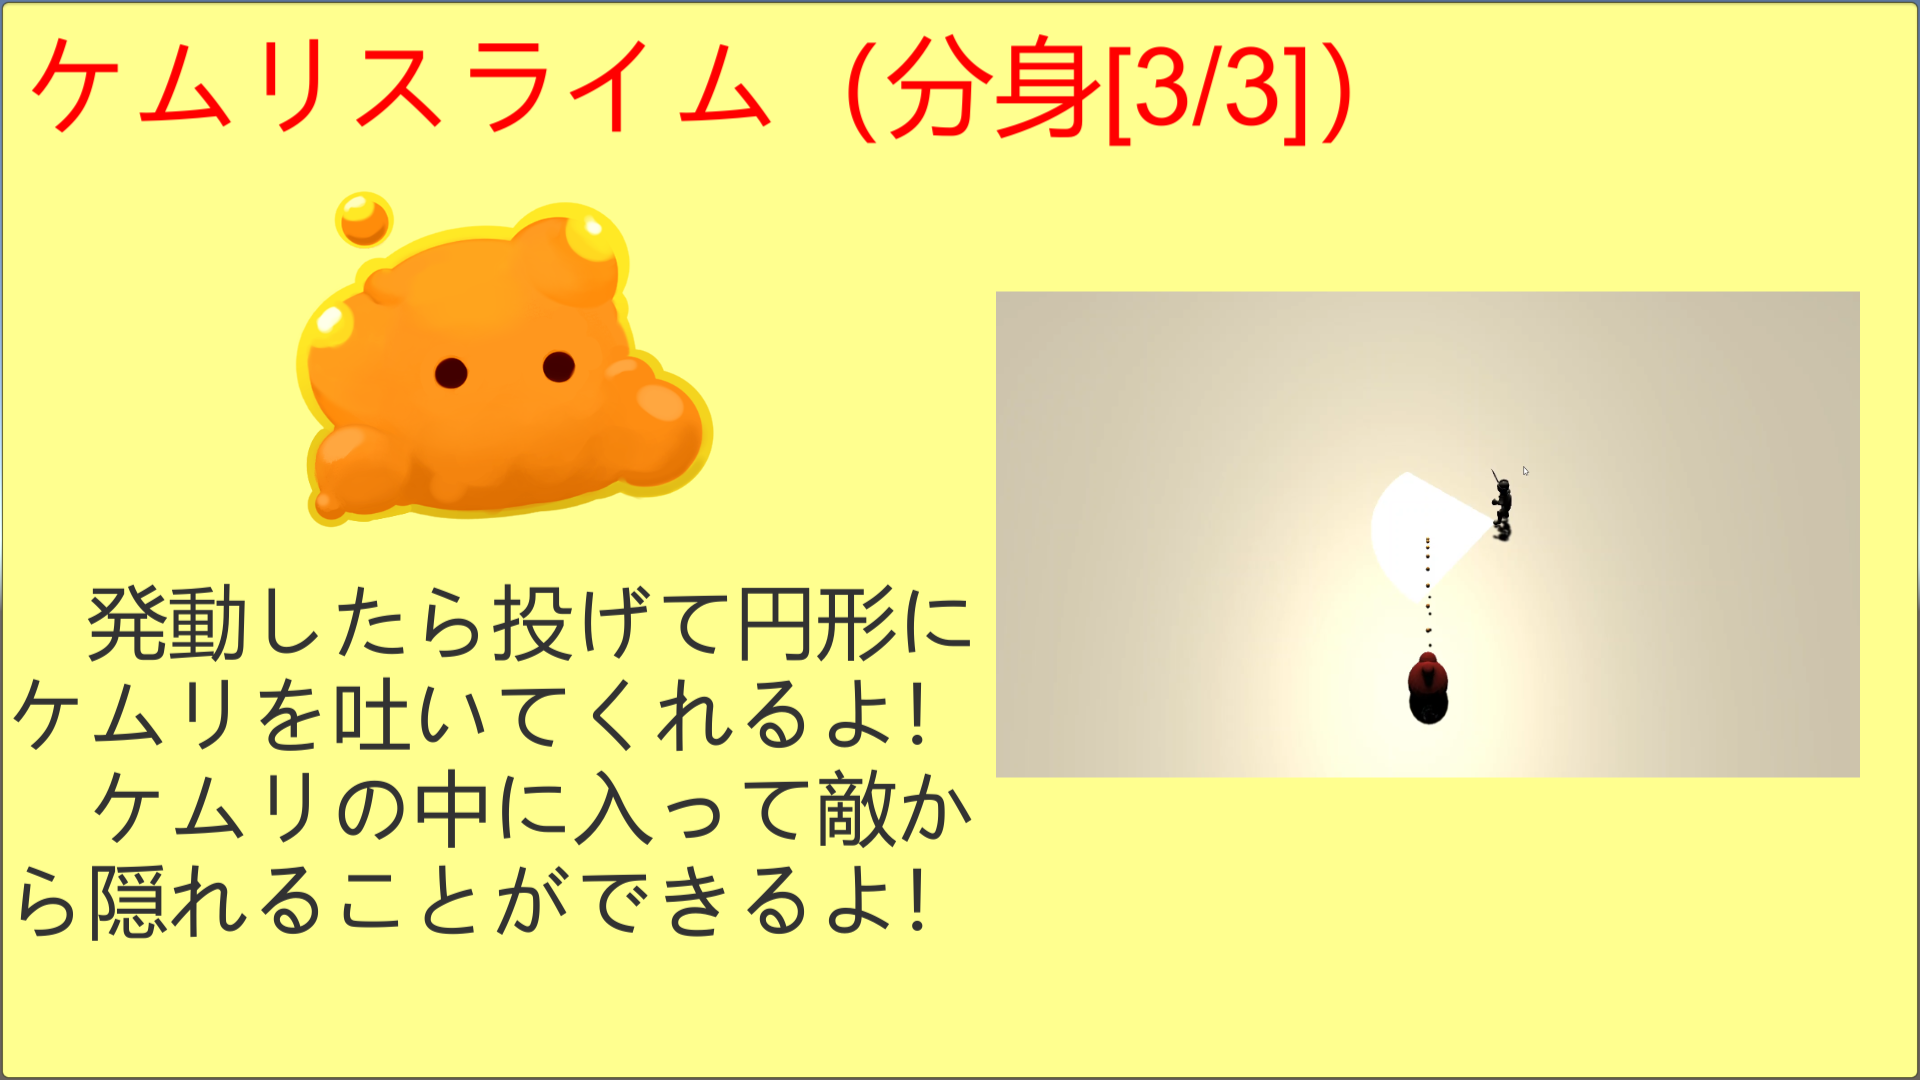 ケムリスライム（分身[3/3]）
発動したら投げて円形に
ケムリを吐いてくれるよ！
ケムリの中に入って敵か
ら隠れることができるよ！